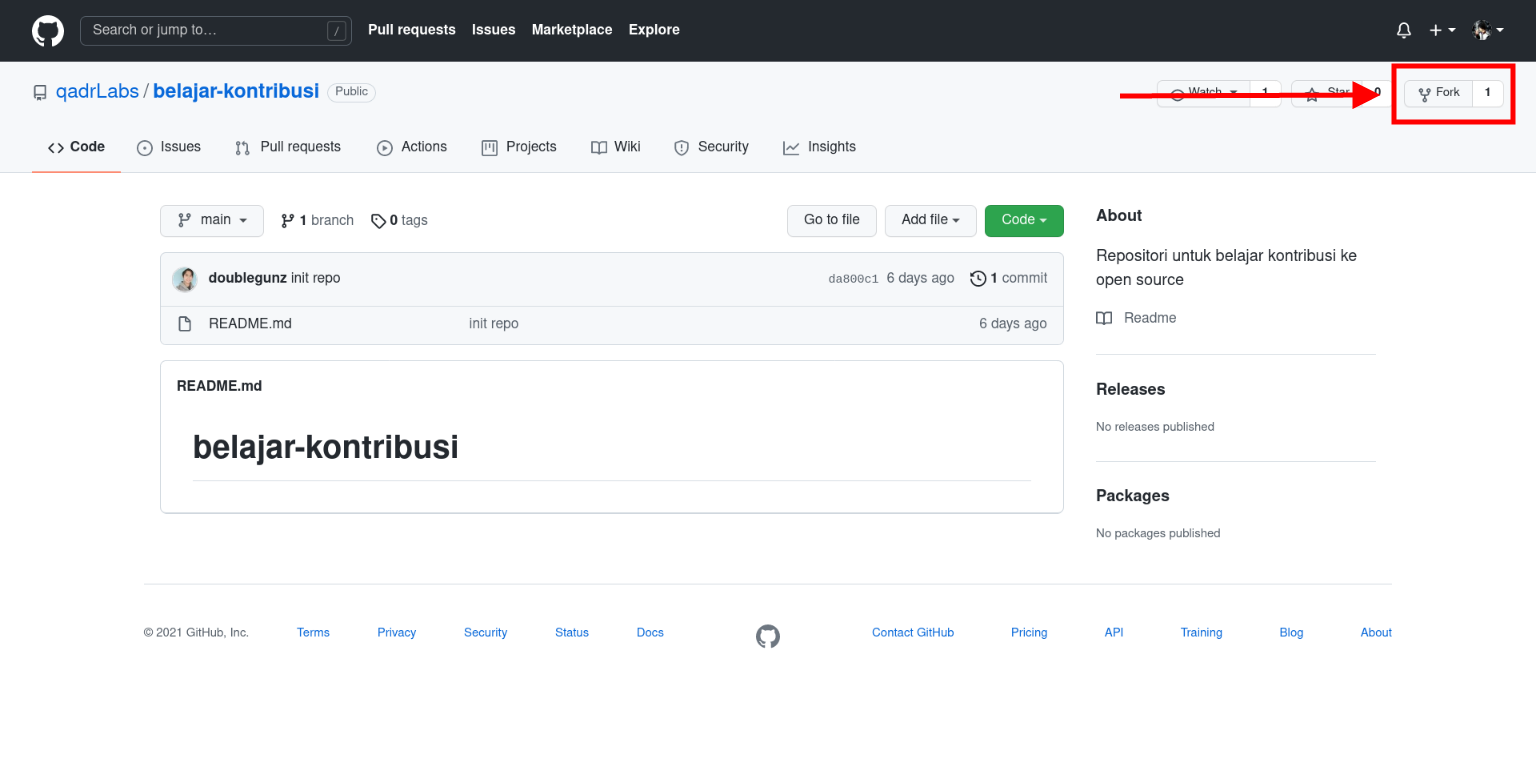 Search or jump to… /
Pull requests Issues Marketplace Explore
qadrLabs / belajar-kontribusi Public
Watch 1 Star 0 Fork 1
Code Issues Pull requests Actions Projects Wiki Security Insights
main 1 branch 0 tags Go to file Add file Code
doublegunz init repo da800c1 6 days ago 1 commit
README.md init repo 6 days ago
README.md
belajar-kontribusi
About
Repositori untuk belajar kontribusi ke
open source
Readme
Releases
No releases published
Packages
No packages published
© 2021 GitHub, Inc. Terms Privacy Security Status Docs Contact GitHub Pricing API Training Blog About